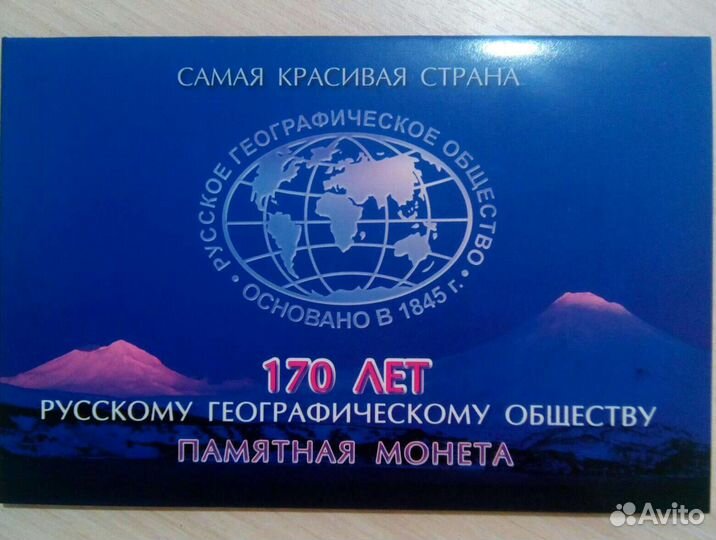 САМАЯ КРАСИВАЯ СТРАНА
РУССКОЕ ГЕОГРАФИЧЕСКОЕ ОБЩЕСТВО
• ОСНОВАНО В 1845 г. •
170 ЛЕТ
РУССКОМУ ГЕОГРАФИЧЕСКОМУ ОБЩЕСТВУ
ПАМЯТНАЯ МОНЕТА
Avito